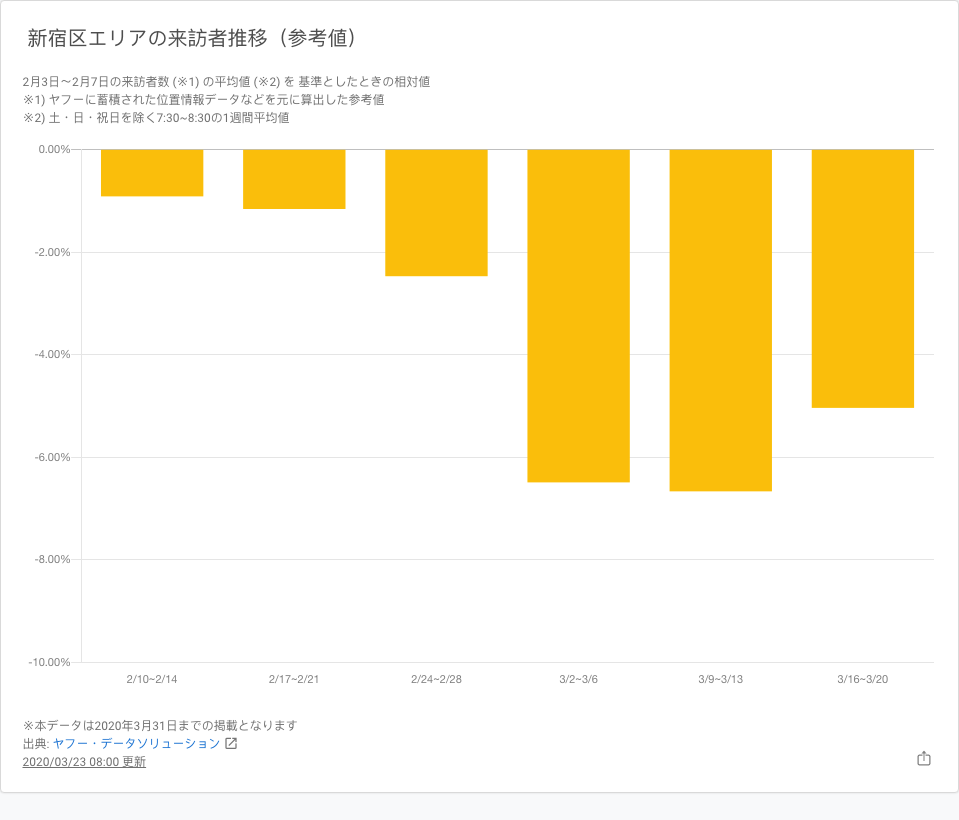 新宿区エリアの来訪者推移（参考値）
2月3日〜2月7日の来訪者数 (※1) の平均値 (※2) を 基準としたときの相対値
※1) ヤフーに蓄積された位置情報データなどを元に算出した参考値
※2) 土・日・祝日を除く7:30~8:30の1週間平均値
0.00%
-2.00%
-4.00%
-6.00%
-8.00%
-10.00%
2/10~2/14
2/17~2/21
2/24~2/28
3/2~3/6
3/9~3/13
3/16~3/20
※本データは2020年3月31日までの掲載となります
出典: ヤフー・データソリューション
2020/03/23 08:00 更新